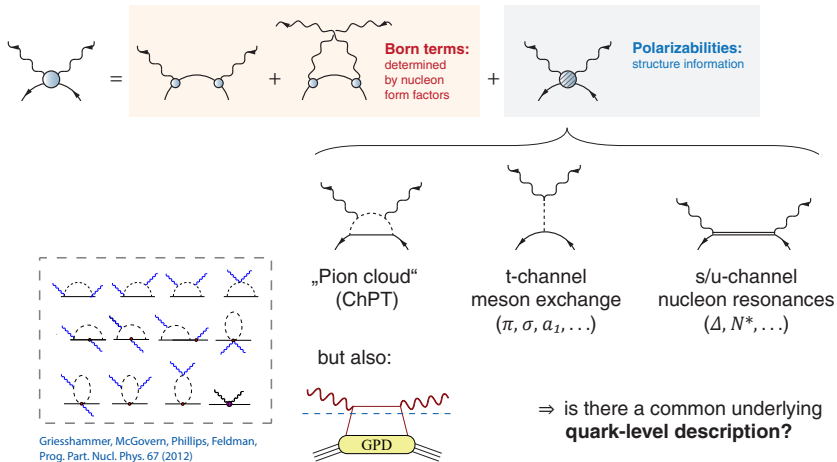 =
+
Born terms:
determined
by nucleon
form factors
+
Polarizabilities:
structure information
„Pion cloud“
(ChPT)
t-channel
meson exchange
(π, σ, a₁, . . .)
s/u-channel
nucleon resonances
(Δ, N*, . . .)
but also:
GPD
⇒ is there a common underlying
quark-level description?
Griesshammer, McGovern, Phillips, Feldman,
Prog. Part. Nucl. Phys. 67 (2012)